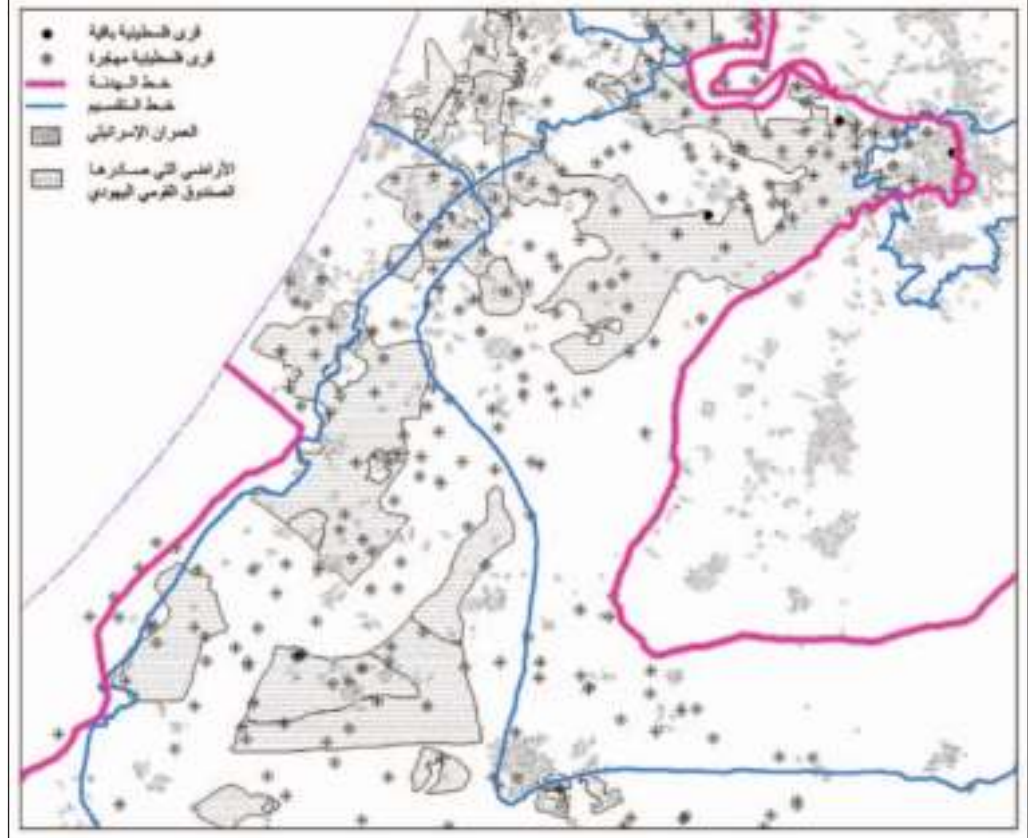 قرى فلسطينية باقية
قرى فلسطينية مهجرة
خط الهدنة
خط التقسيم
العمران الإسرائيلي
الأراضي التي صادرها
الصندوق القومي اليهودي